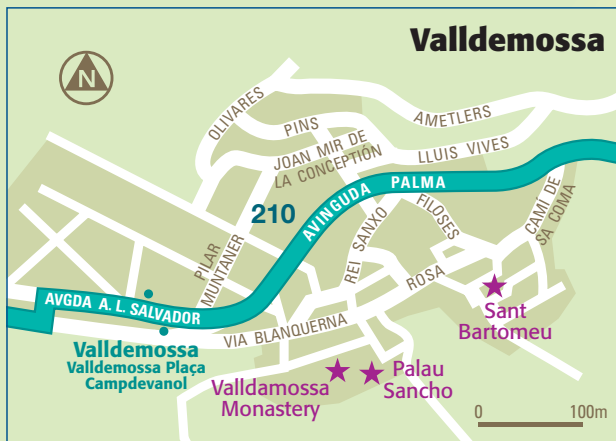 Valldemossa
N
OLIVARES
PINS
AMETLERS
JOAN MIR DE
LA CONCEPTIÓN
LLUIS VIVES
AVINGUDA PALMA
210
PILAR
MUNTANER
REI SANXO
FILOSES
CAMÍ DE
SA COMA
ROSA
AVGDA A. L. SALVADOR
VIA BLANQUERNA
Valldemossa
Valldemossa Plaça
Campdevanol
Sant
Bartomeu
Valldamossa
Monastery
Palau
Sancho
0 100m